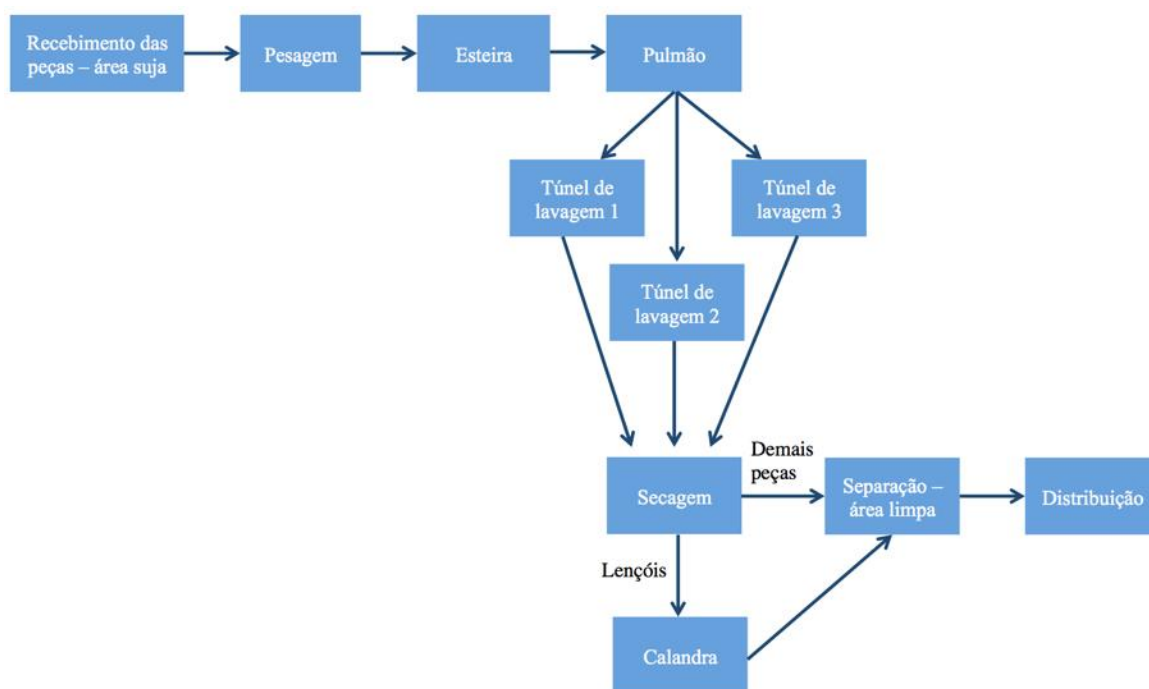 Recebimento das
peças – área suja
Pesagem
Esteira
Pulmão
Túnel de
lavagem 1
Túnel de
lavagem 3
Túnel de
lavagem 2
Demais
peças
Secagem
Separação –
área limpa
Distribuição
Lençóis
Calandra